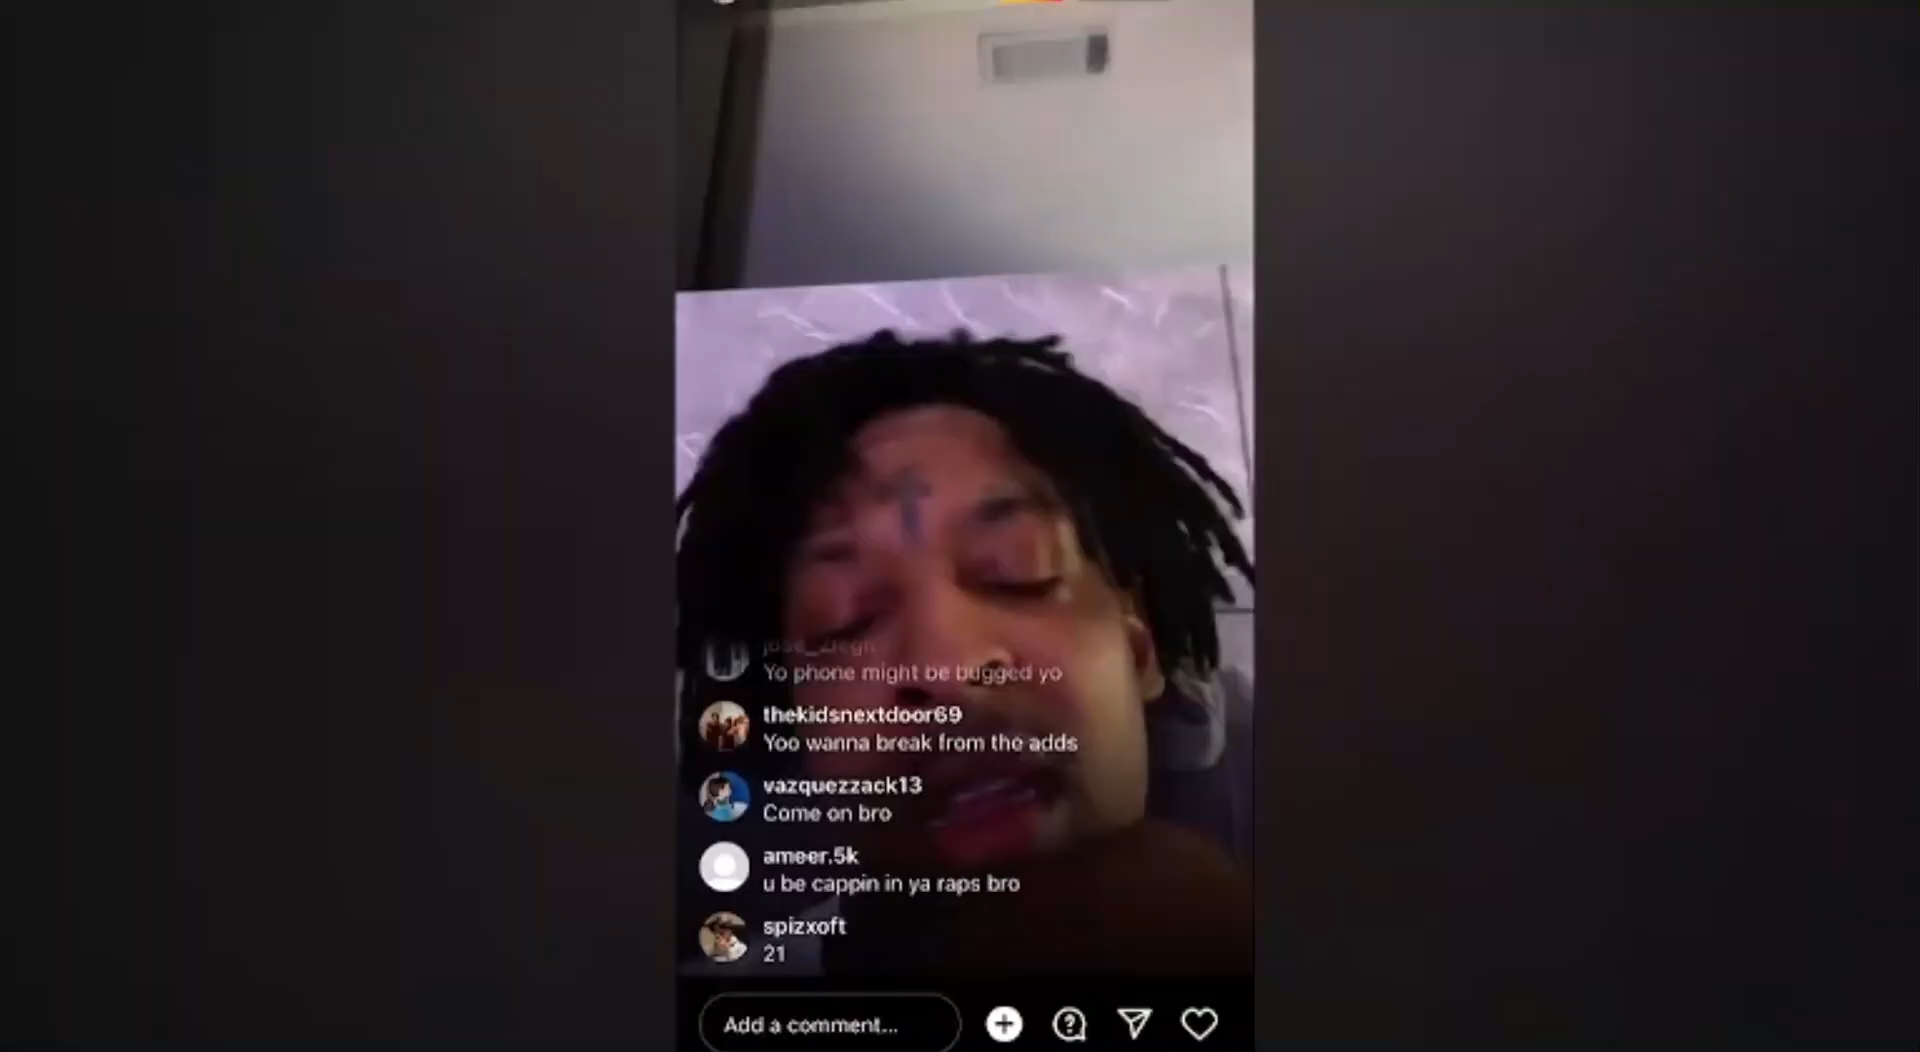 Yo phone might be bugged yo
thekidsnextdoor69
Yoo wanna break from the adds
vazquezzack13
Come on bro
ameer.5k
u be cappin in ya raps bro
spizxoft
21
Add a comment...